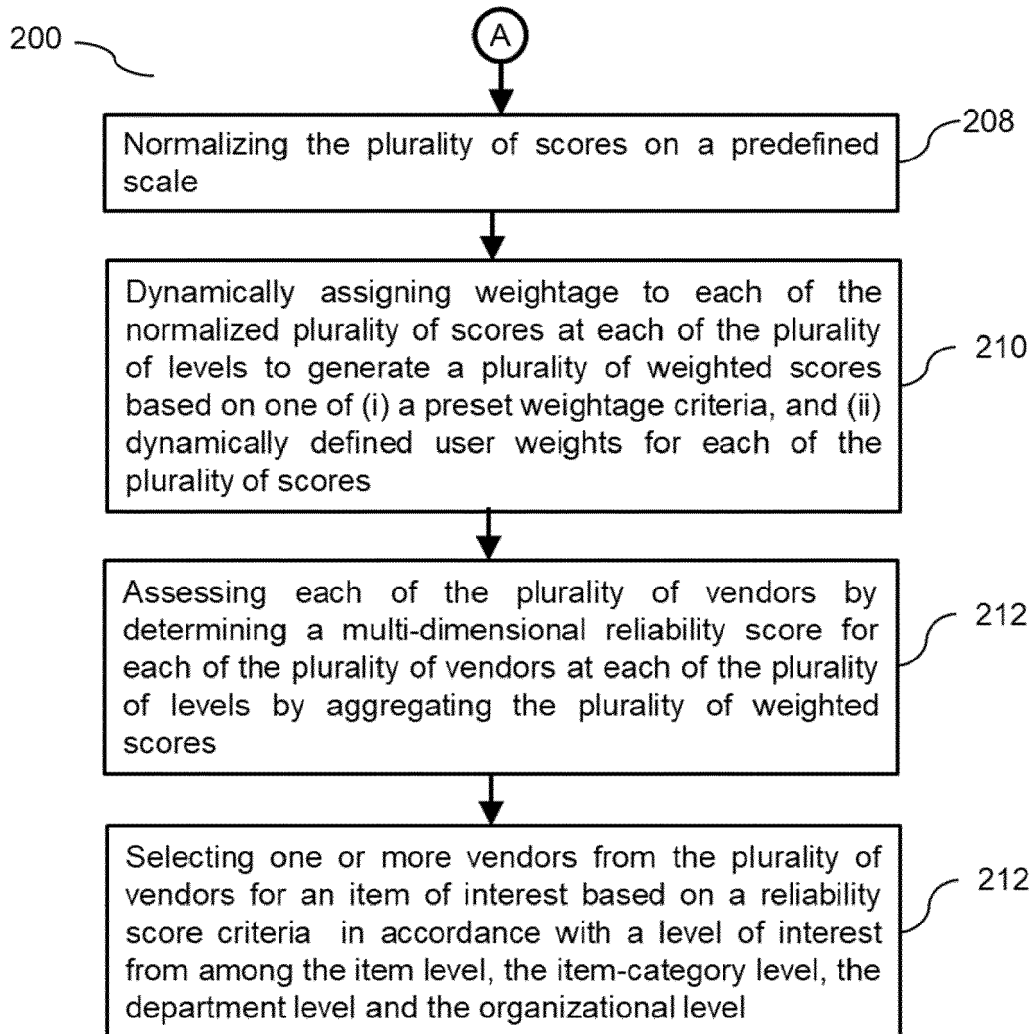 200
A
Normalizing the plurality of scores on a predefined
scale
208
Dynamically assigning weightage to each of the
normalized plurality of scores at each of the plurality
of levels to generate a plurality of weighted scores
based on one of (i) a preset weightage criteria, and (ii)
dynamically defined user weights for each of the
plurality of scores
210
Assessing each of the plurality of vendors by
determining a multi-dimensional reliability score for
each of the plurality of vendors at each of the plurality
of levels by aggregating the plurality of weighted
scores
212
Selecting one or more vendors from the plurality of
vendors for an item of interest based on a reliability
score criteria in accordance with a level of interest
from among the item level, the item-category level, the
department level and the organizational level
212